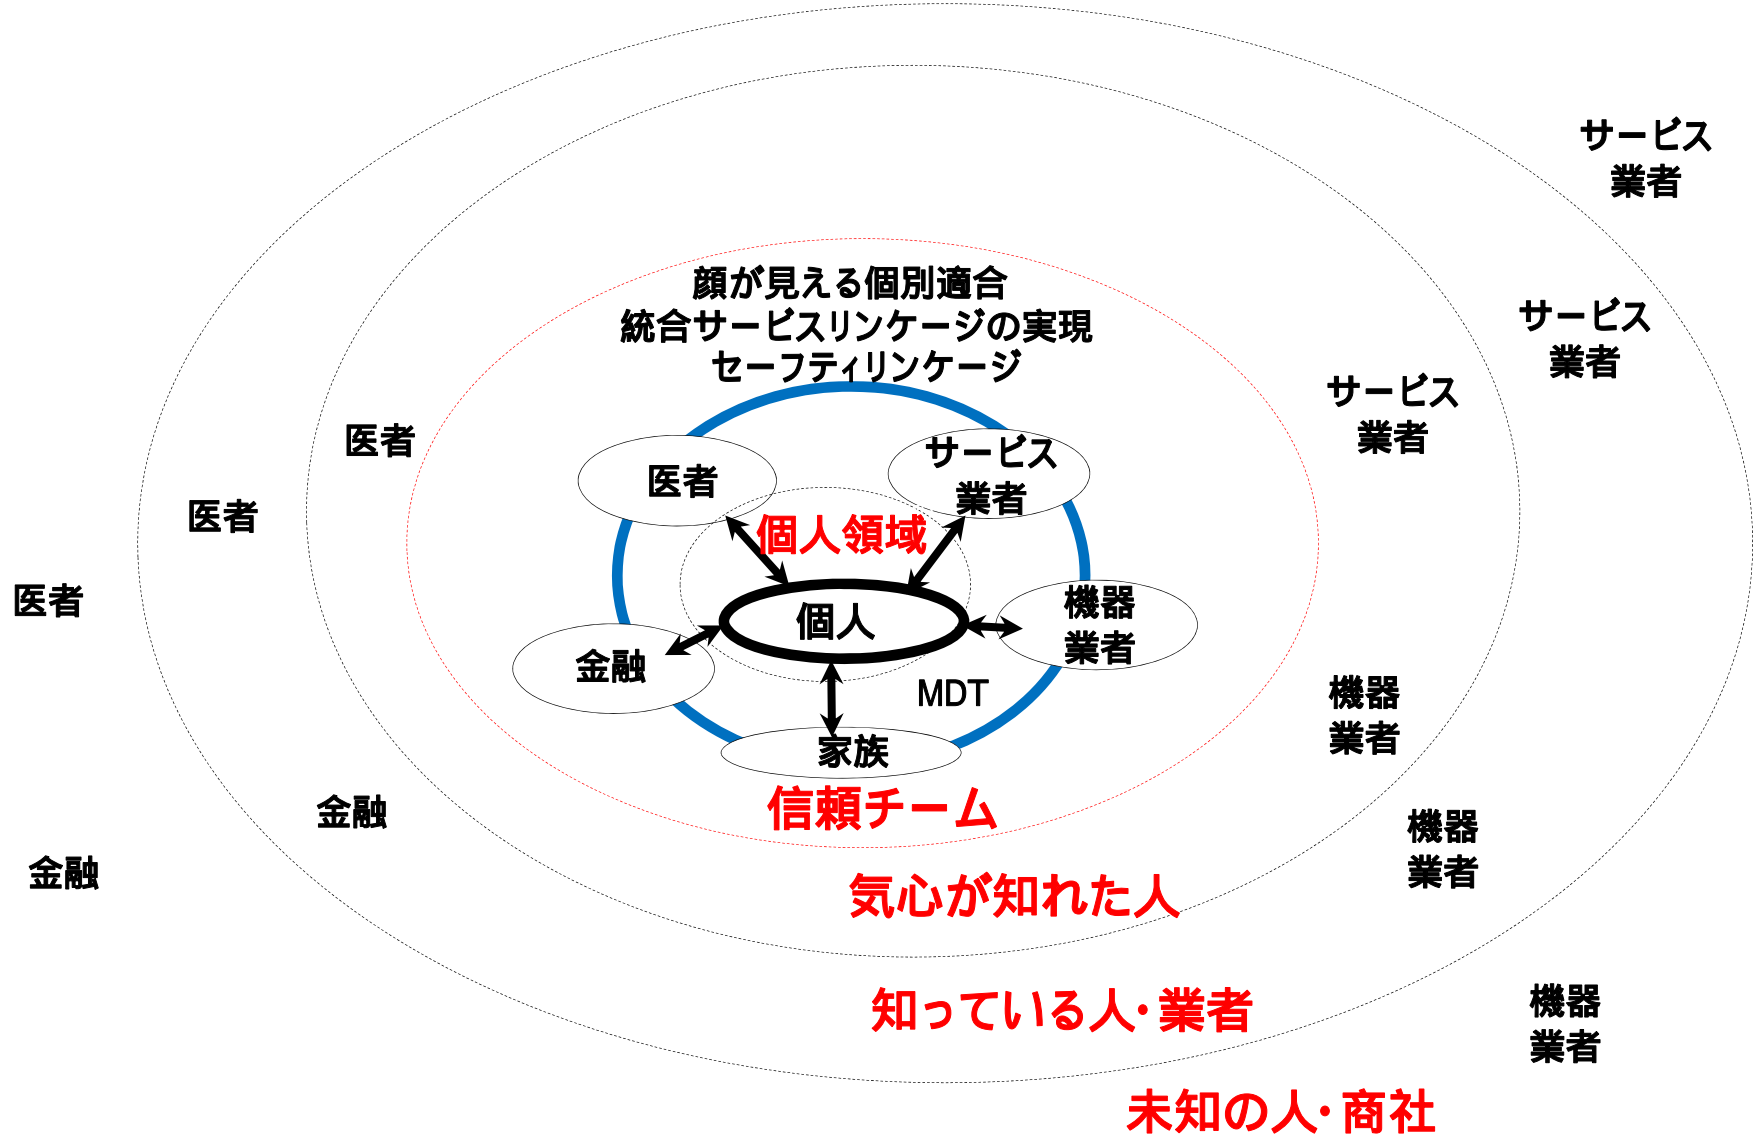 サービス
業者
顔が見える個別適合
統合サービスリンケージの実現
セーフティリンケージ
サービス
業者
サービス
業者
医者
医者
サービス
業者
医者
個人領域
医者
機器
業者
個人
金融
MDT
機器
業者
家族
信頼チーム
金融
機器
業者
金融
気心が知れた人
知っている人・業者
機器
業者
未知の人・商社